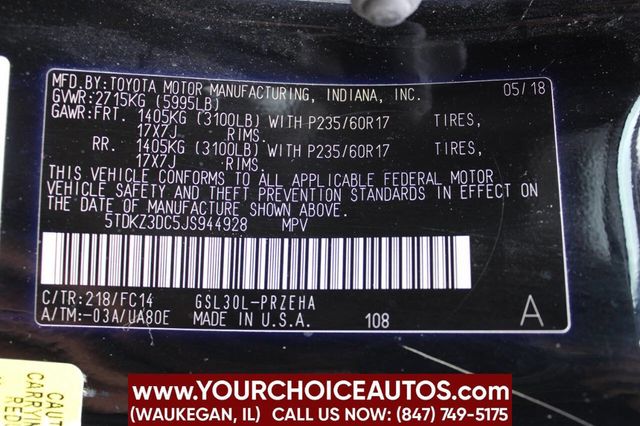 MFD.BY:TOYOTA MOTOR MANUFACTURING, INDIANA, INC. 05/18
GVWR:2715KG (5995LB)
GAWR:FRT. 1405KG (3100LB) WITH P235/60R17 TIRES,
17X7J RIMS.
RR. 1405KG (3100LB) WITH P235/60R17 TIRES,
17X7J RIMS.
THIS VEHICLE CONFORMS TO ALL APPLICABLE FEDERAL MOTOR
VEHICLE SAFETY AND THEFT PREVENTION STANDARDS IN EFFECT ON
THE DATE OF MANUFACTURE SHOWN ABOVE.
5TDKZ3DC5JS944928 MPV
C/TR:218/FC14 GSL30L-PRZEHA
A/TM:-03A/UA80E MADE IN U.S.A. 108 A
CAUT
CARRYIN
RED
WWW.YOURCHOICEAUTOS.COM
(WAUKEGAN, IL) CALL US FROM: (847) 749-5175